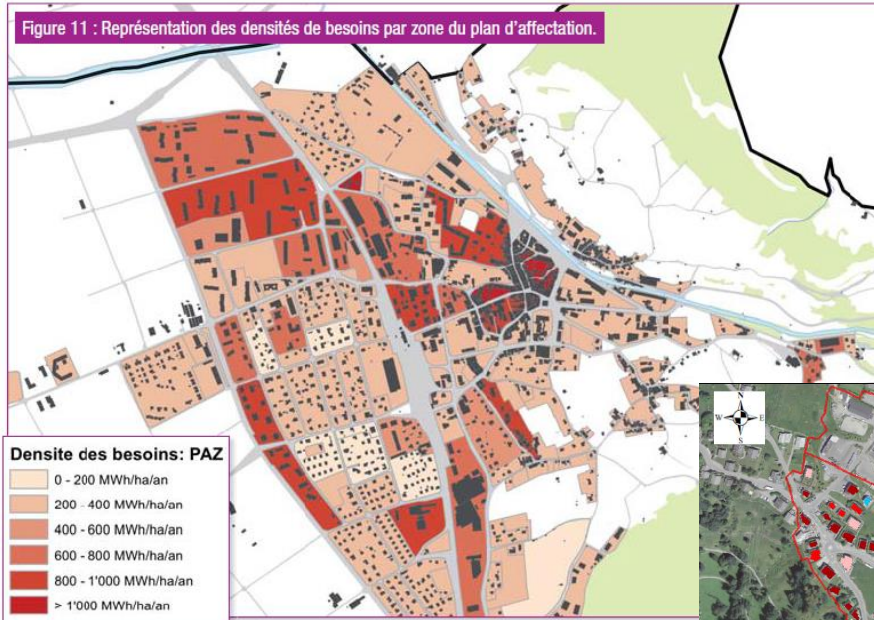 Figure 11 : Représentation des densités de besoins par zone du plan d'affectation.
N
W E
S
Densite des besoins: PAZ
0 - 200 MWh/ha/an
200 - 400 MWh/ha/an
400 - 600 MWh/ha/an
600 - 800 MWh/ha/an
800 - 1'000 MWh/ha/an
> 1'000 MWh/ha/an